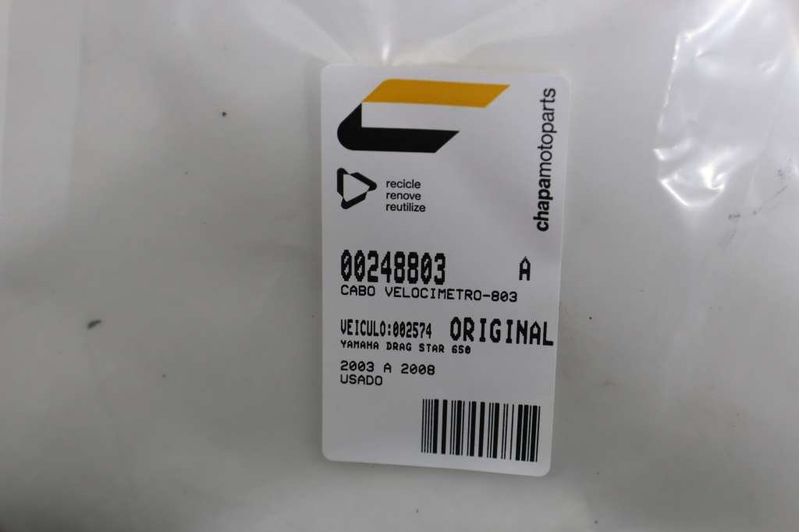 chapamotoparts
recicle
renove
reutilize
00248803 A
CABO VELOCIMETRO-803
VEICULO:002574 ORIGINAL
YAMAHA DRAG STAR 650
2003 A 2008
USADO